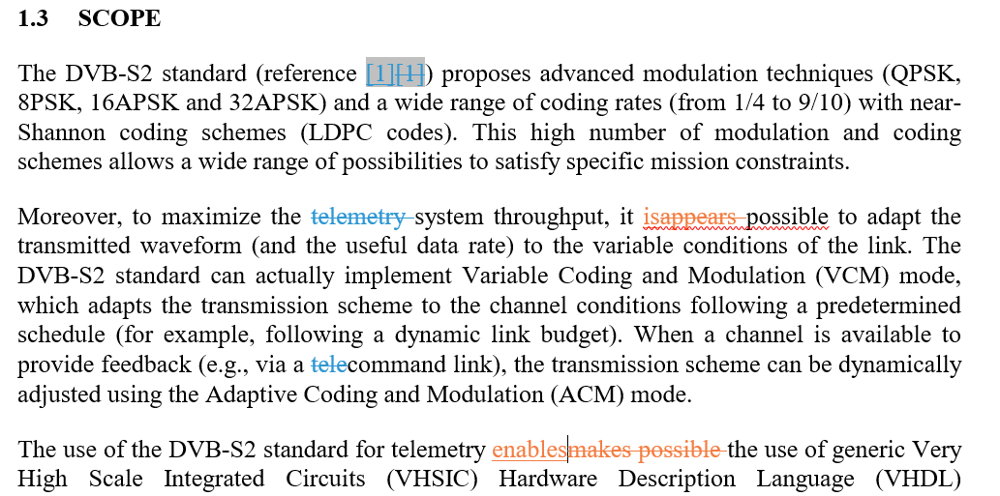 1.3 SCOPE
The DVB-S2 standard (reference [1][1]) proposes advanced modulation techniques (QPSK,
8PSK, 16APSK and 32APSK) and a wide range of coding rates (from 1/4 to 9/10) with near-
Shannon coding schemes (LDPC codes). This high number of modulation and coding
schemes allows a wide range of possibilities to satisfy specific mission constraints.
Moreover, to maximize the telemetry system throughput, it isappears possible to adapt the
transmitted waveform (and the useful data rate) to the variable conditions of the link. The
DVB-S2 standard can actually implement Variable Coding and Modulation (VCM) mode,
which adapts the transmission scheme to the channel conditions following a predetermined
schedule (for example, following a dynamic link budget). When a channel is available to
provide feedback (e.g., via a telecommand link), the transmission scheme can be dynamically
adjusted using the Adaptive Coding and Modulation (ACM) mode.
The use of the DVB-S2 standard for telemetry enablesmakes possible the use of generic Very
High Scale Integrated Circuits (VHSIC) Hardware Description Language (VHDL)